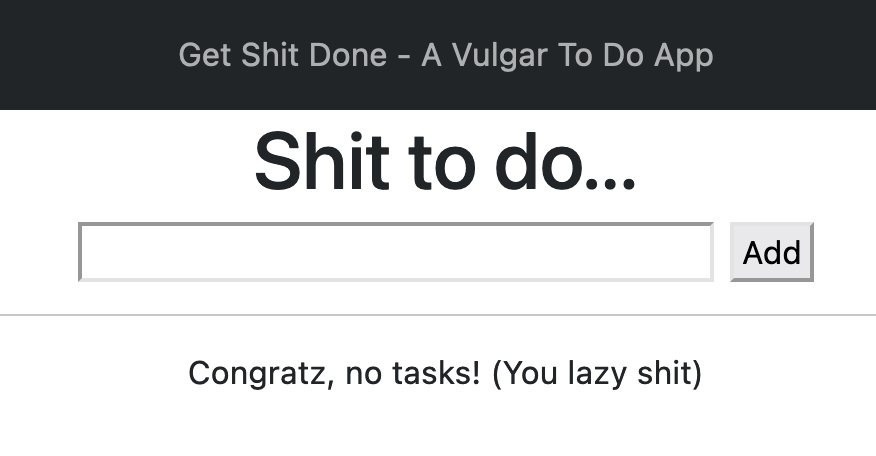 Get Shit Done - A Vulgar To Do App
Shit to do...
Add
Congratz, no tasks! (You lazy shit)